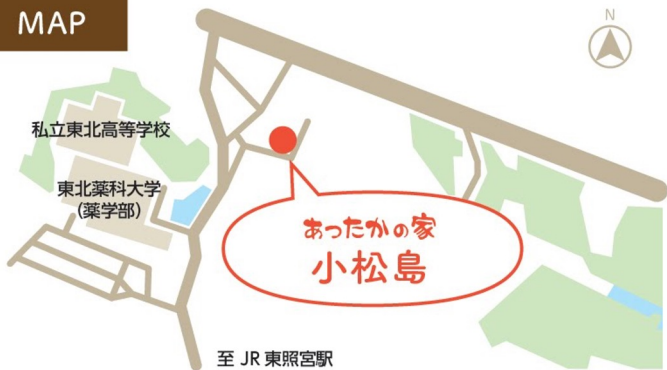 MAP
N
私立東北高等学校
東北薬科大学
(薬学部)
あったかの家
小松島
至 JR 東照宮駅